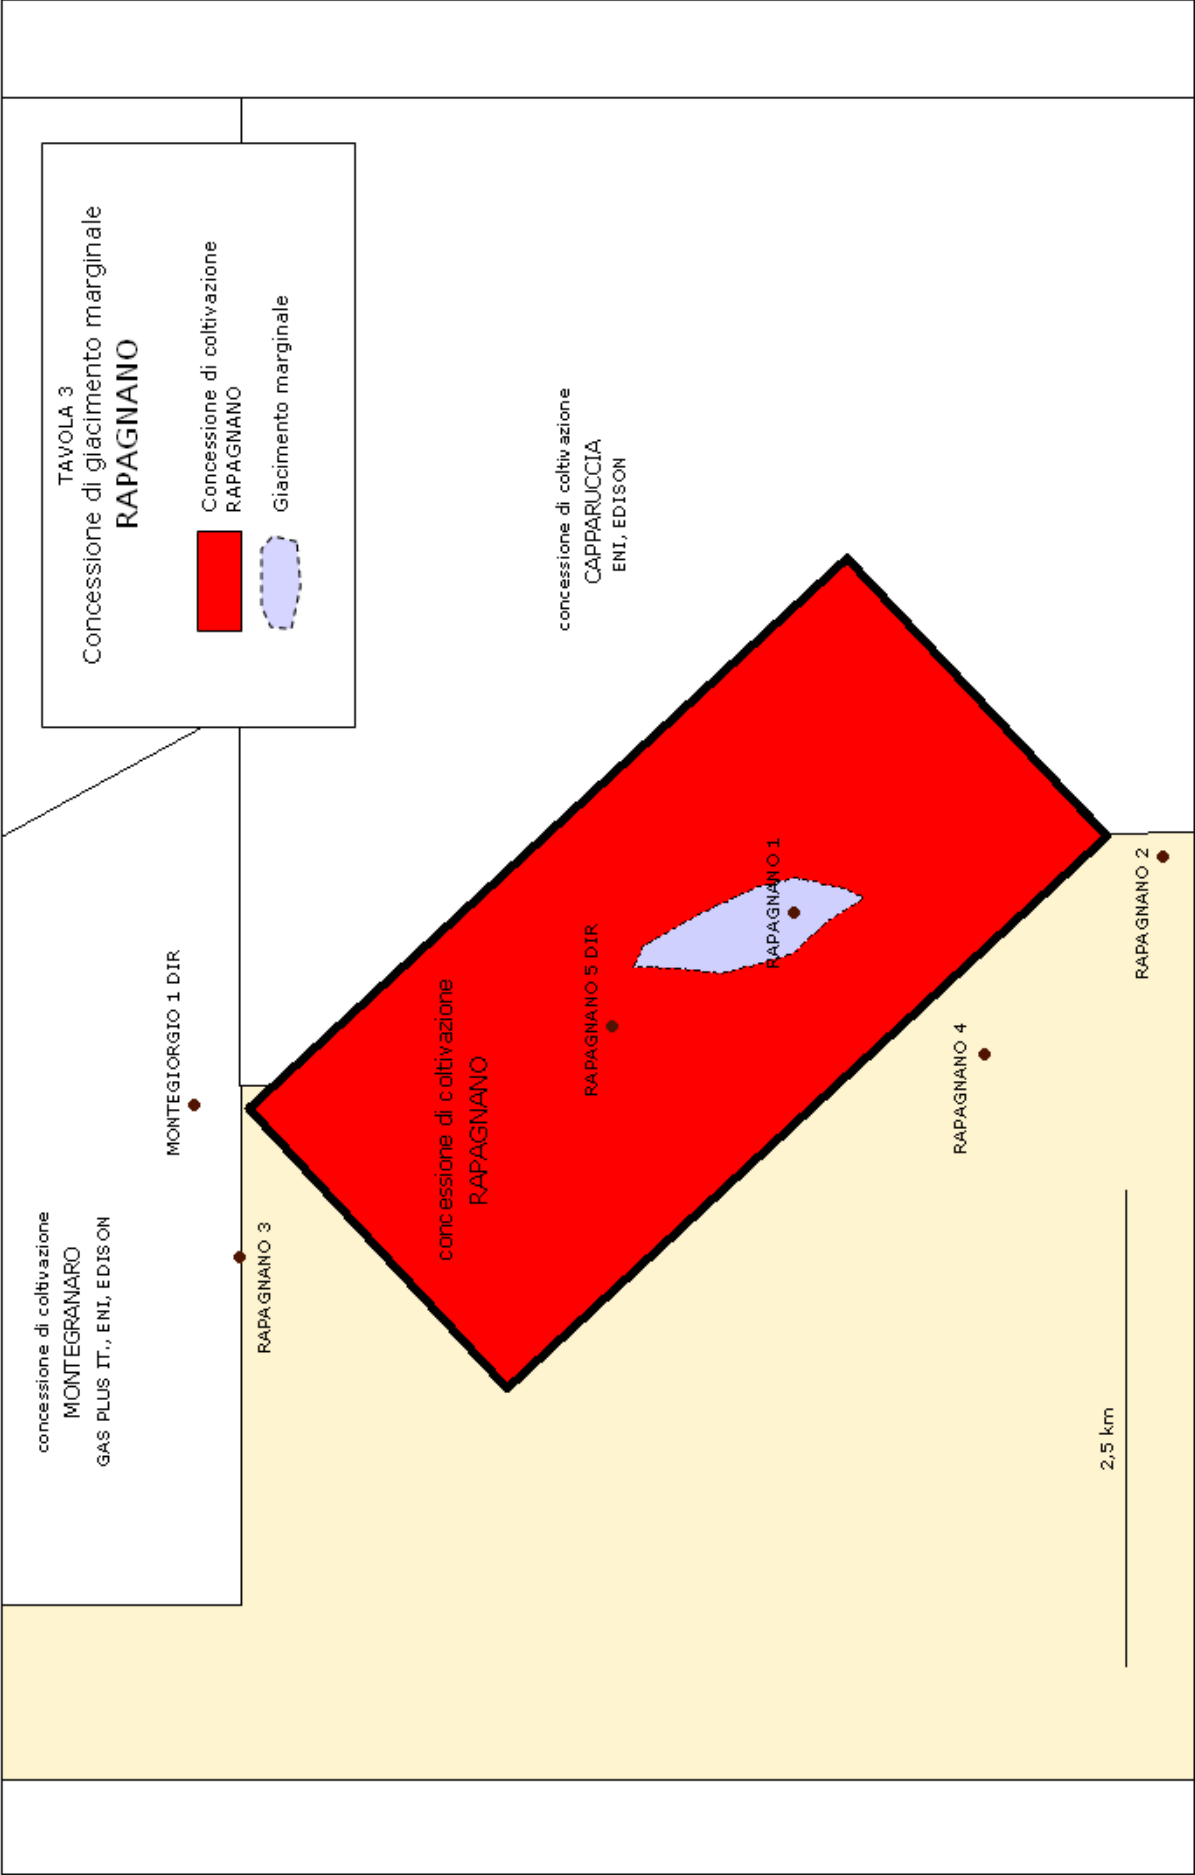 TAVOLA 3
Concessione di giacimento marginale
RAPAGNANO
Concessione di coltivazione
RAPAGNANO
Giacimento marginale
concessione di coltivazione
MONTEGRANARO
GAS PLUS IT., ENI, EDISON
MONTEGIORGIO 1 DIR
RAPAGNANO 3
concessione di coltivazione
RAPAGNANO
concessione di coltivazione
CAPPARUCCIA
ENI, EDISON
RAPAGNANO 5 DIR
RAPAGNANO 1
RAPAGNANO 4
RAPAGNANO 2
2,5 km